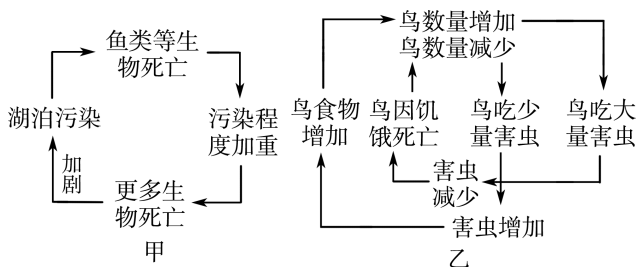 鱼类等生
物死亡
湖泊污染
污染程
度加重
加
剧
更多生
物死亡
甲
鸟数量增加
鸟数量减少
鸟食物
增加
鸟因饥
饿死亡
鸟吃少
量害虫
鸟吃大
量害虫
害虫
减少
害虫增加
乙